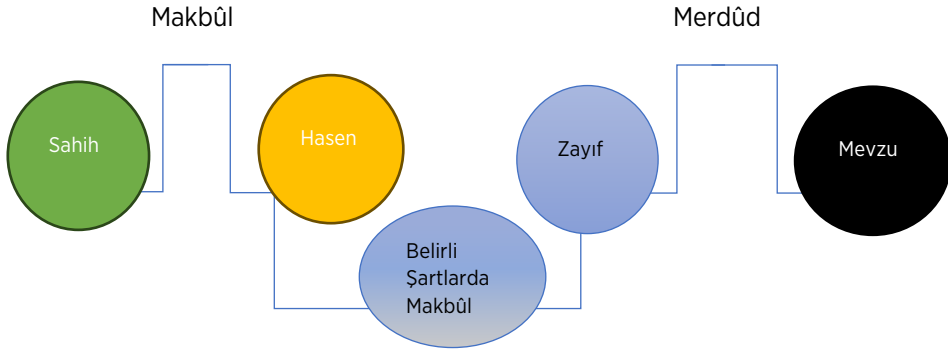 Makbûl
Merdûd
Sahih
Hasen
Zayıf
Mevzu
Belirli
Şartlarda
Makbûl